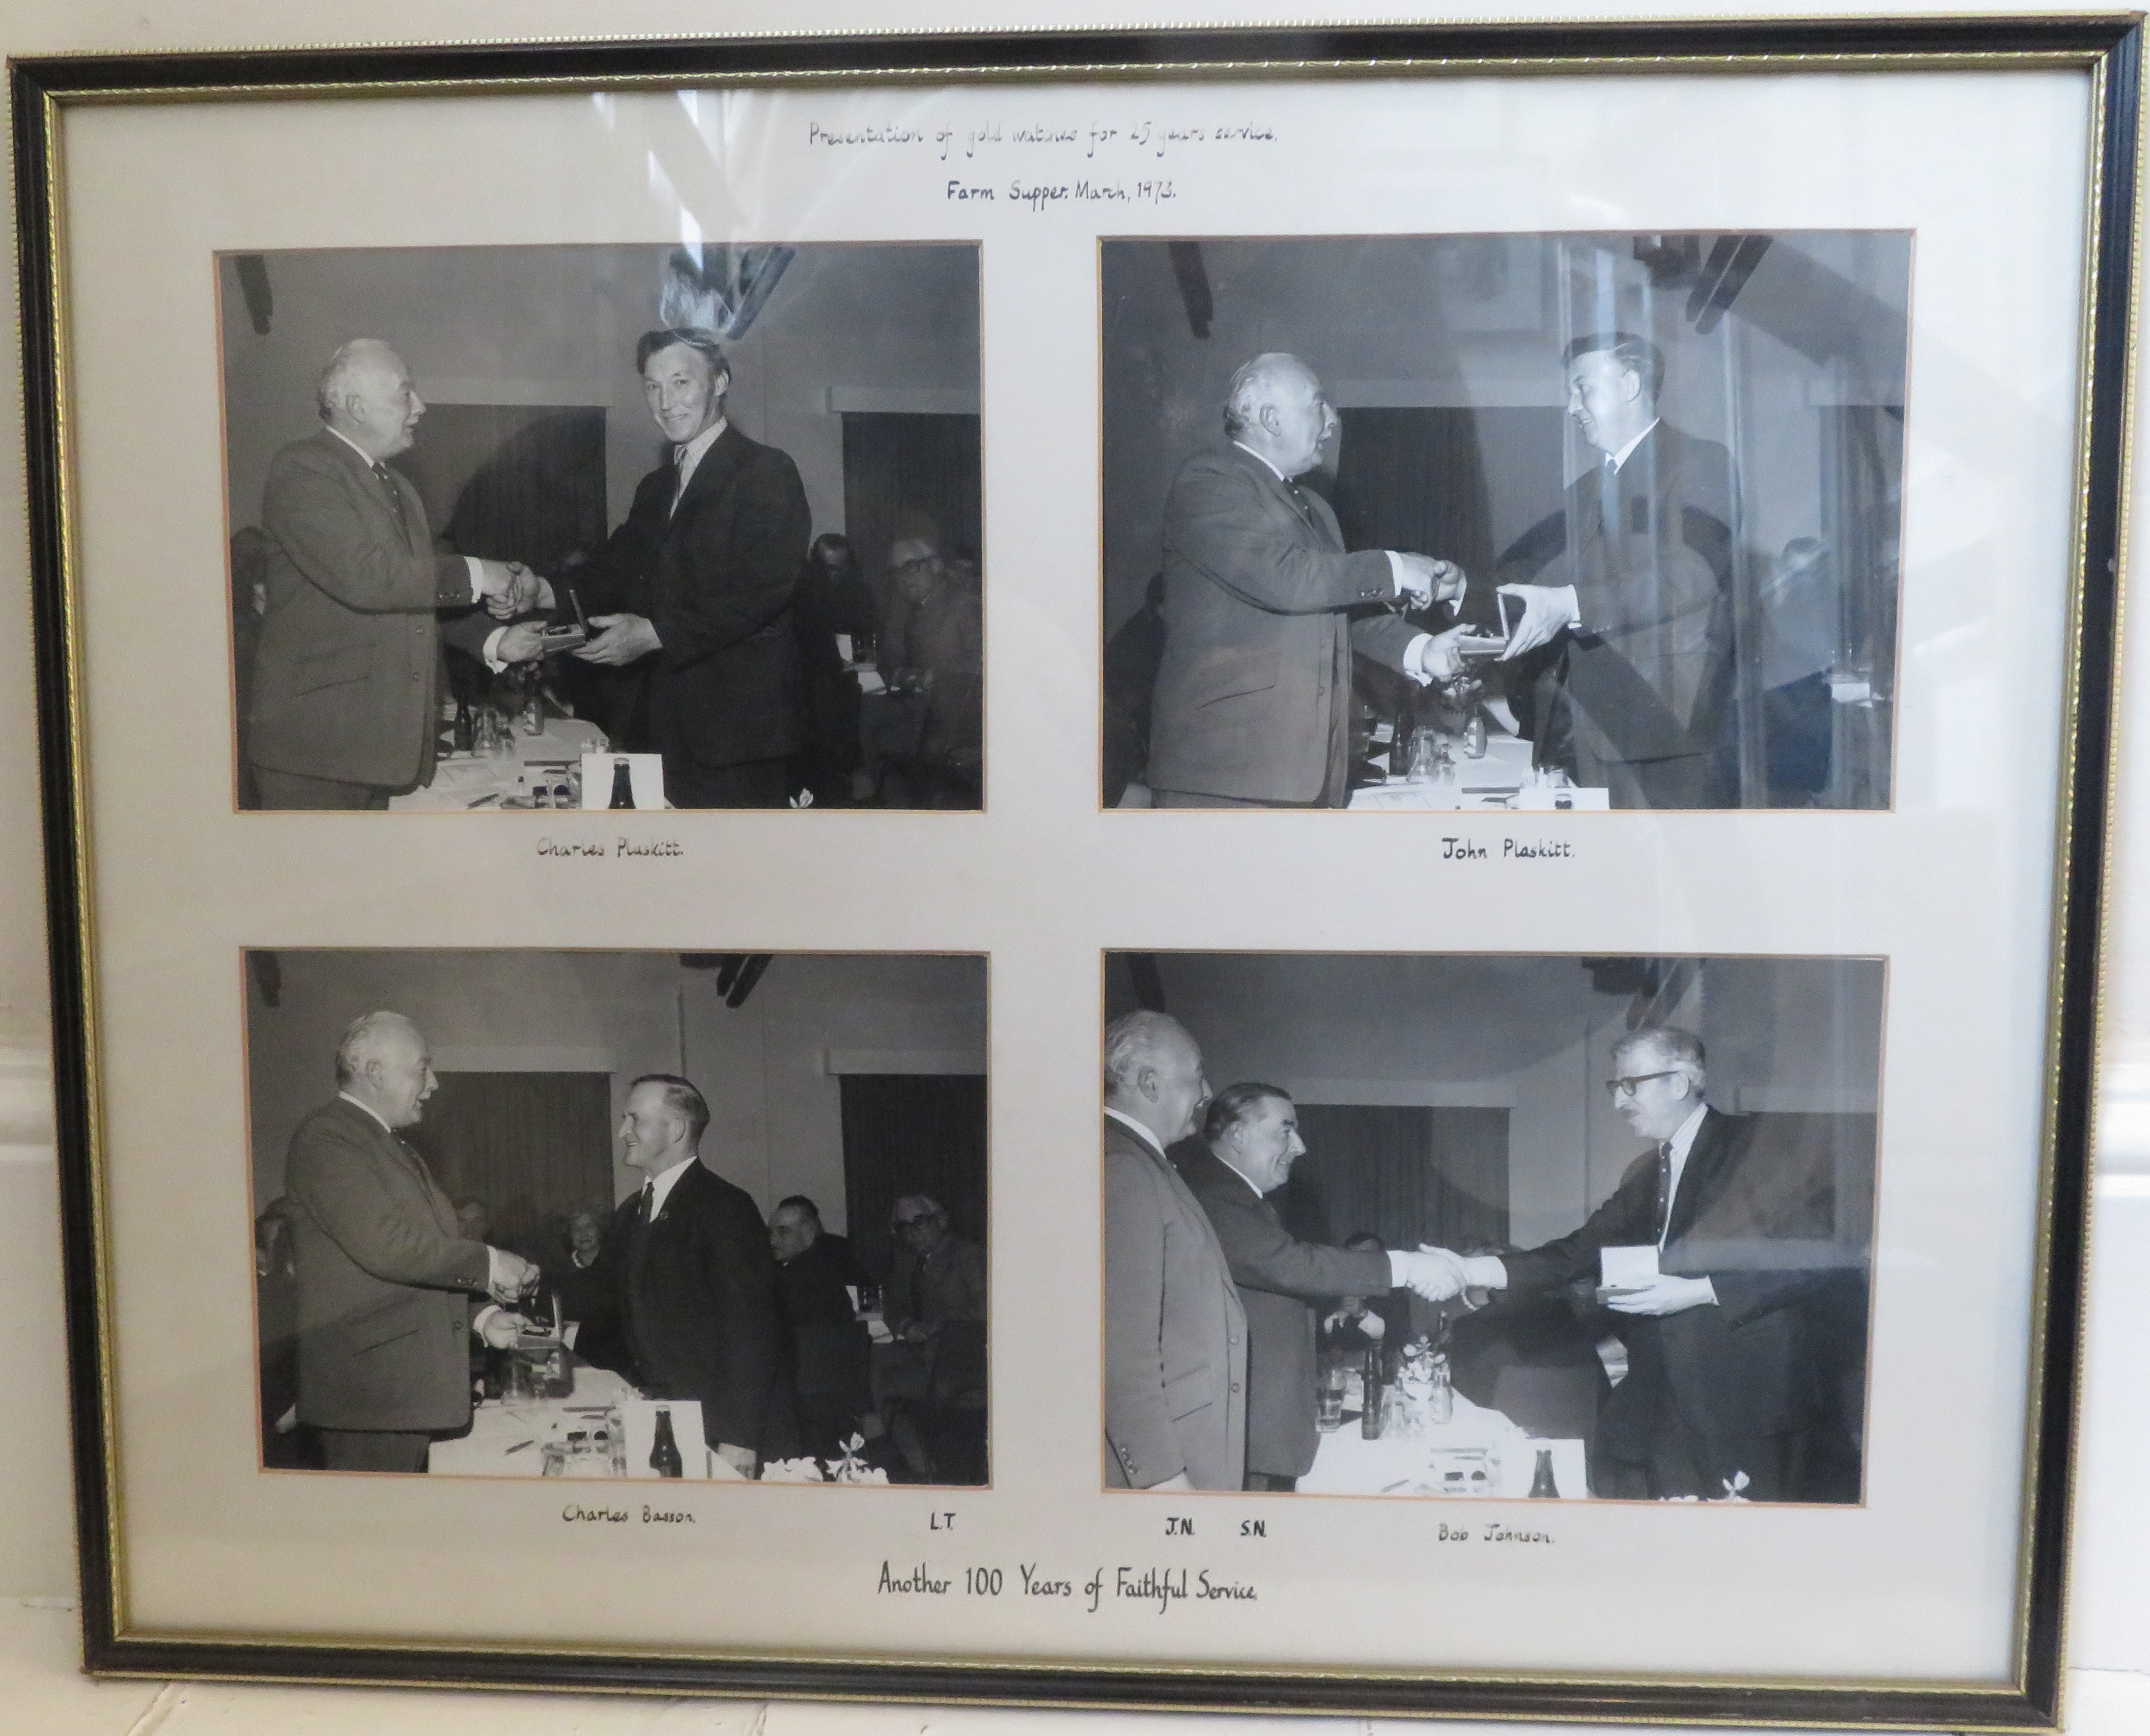 Presentation of gold watches for 25 years service.
Farm Supper. March, 1973.
Charles Plaskitt.
John Plaskitt.
Charles Basson.
L.T.
J.N.
S.N.
Bob Johnson.
Another 100 Years of Faithful Service.